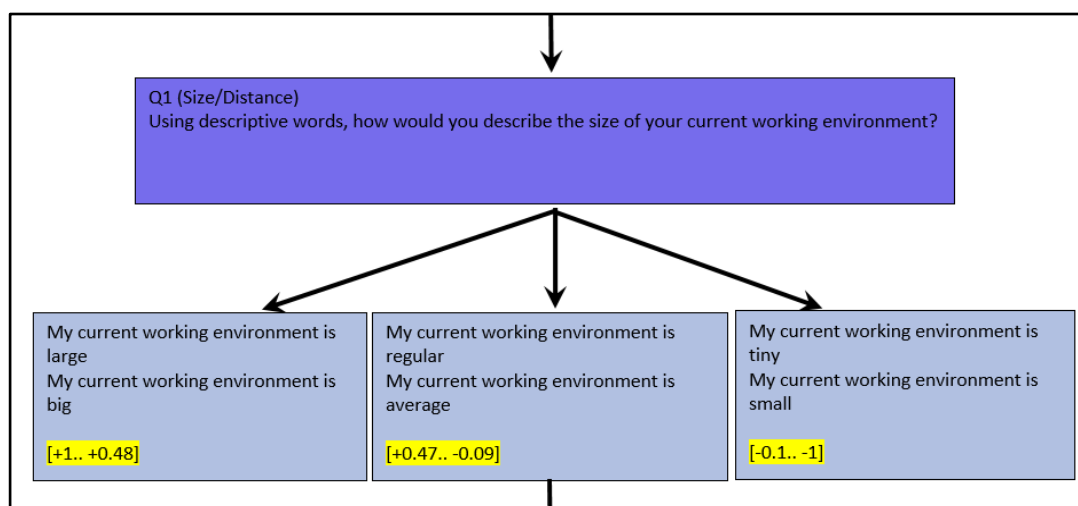 Q1 (Size/Distance)
Using descriptive words, how would you describe the size of your current working environment?
My current working environment is
large
My current working environment is
big
[+1.. +0.48]
My current working environment is
regular
My current working environment is
average
[+0.47.. -0.09]
My current working environment is
tiny
My current working environment is
small
[-0.1.. -1]